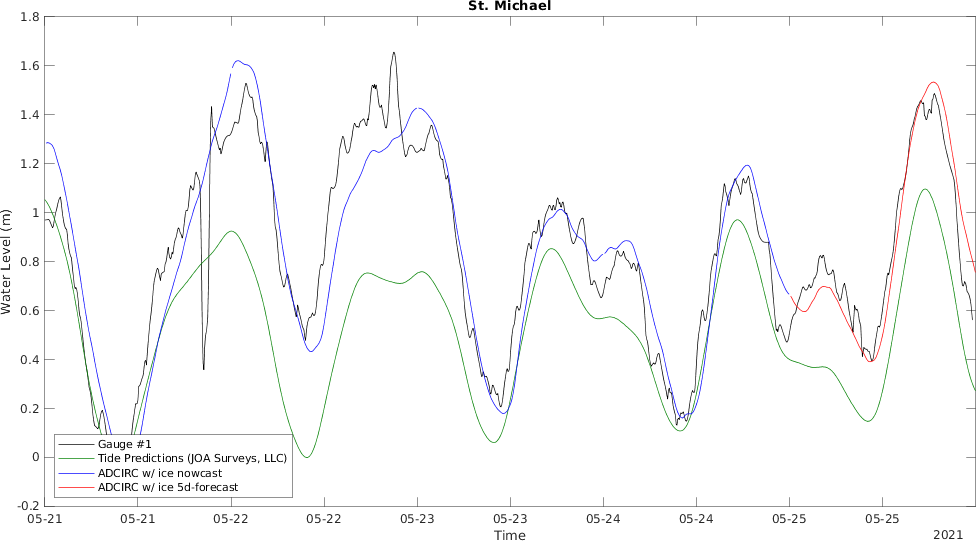 St. Michael
1.8
1.6
1.4
1.2
1
0.8
0.6
0.4
0.2
0
-0.2
Water Level (m)
Gauge #1
Tide Predictions (JOA Surveys, LLC)
ADCIRC w/ ice nowcast
ADCIRC w/ ice 5d-forecast
05-21 05-21 05-22 05-22 05-23 05-23 05-24 05-24 05-25 05-25
Time
2021